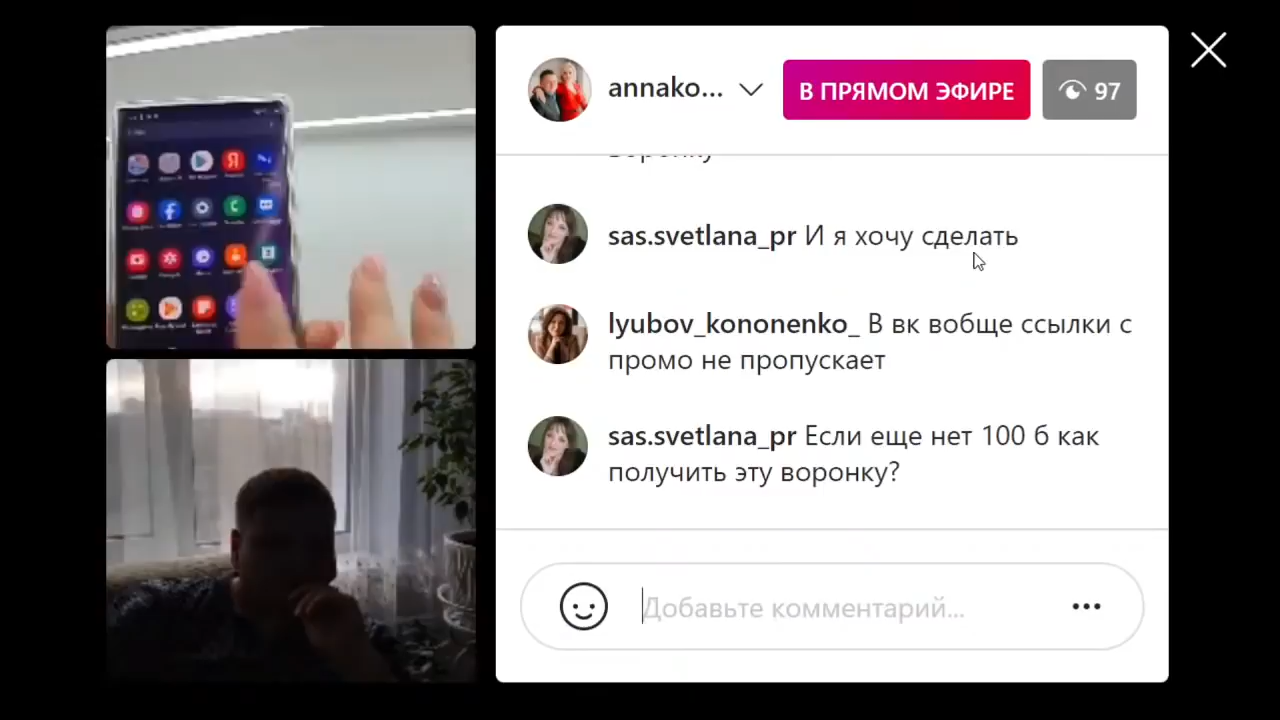 annako...
В ПРЯМОМ ЭФИРЕ
97
воронку
sas.svetlana_pr И я хочу сделать
lyubov_kononenko_ В вк вобще ссылки с
промо не пропускает
sas.svetlana_pr Если еще нет 100 б как
получить эту воронку?
Добавьте комментарий...